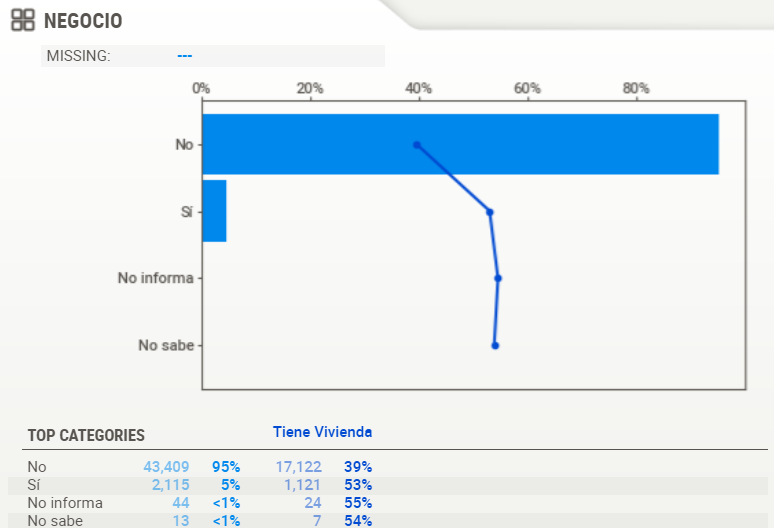 NEGOCIO
MISSING: ---
0% 20% 40% 60% 80%
No
Sí
No informa
No sabe
TOP CATEGORIES Tiene Vivienda
No 43,409 95% 17,122 39%
Sí 2,115 5% 1,121 53%
No informa 44 <1% 24 55%
No sabe 13 <1% 7 54%